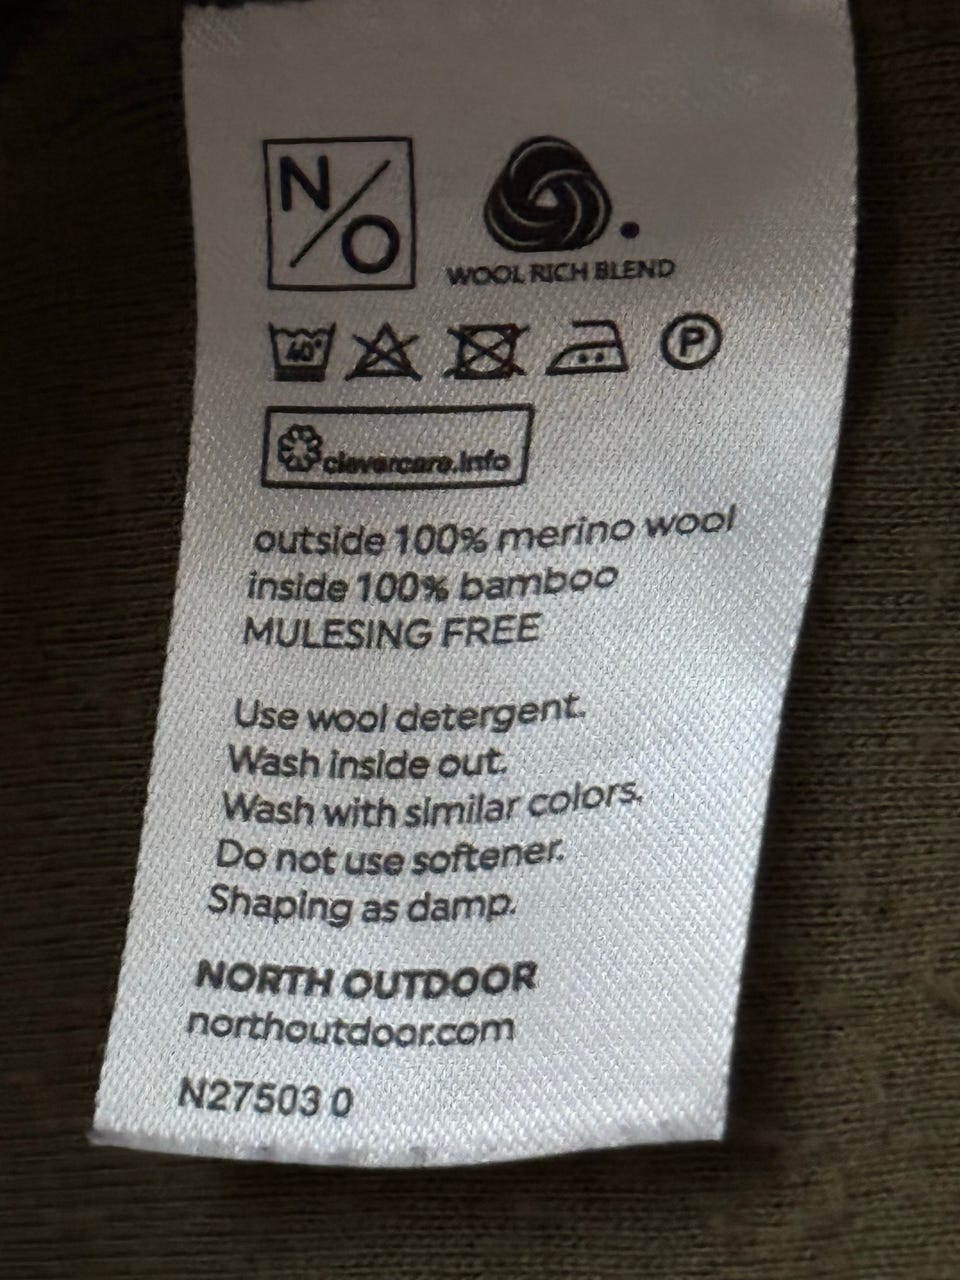 N/O
WOOL RICH BLEND
40° P
clevercare.info
outside 100% merino wool
inside 100% bamboo
MULESING FREE
Use wool detergent.
Wash inside out.
Wash with similar colors.
Do not use softener.
Shaping as damp.
NORTH OUTDOOR
northoutdoor.com
N27503 0